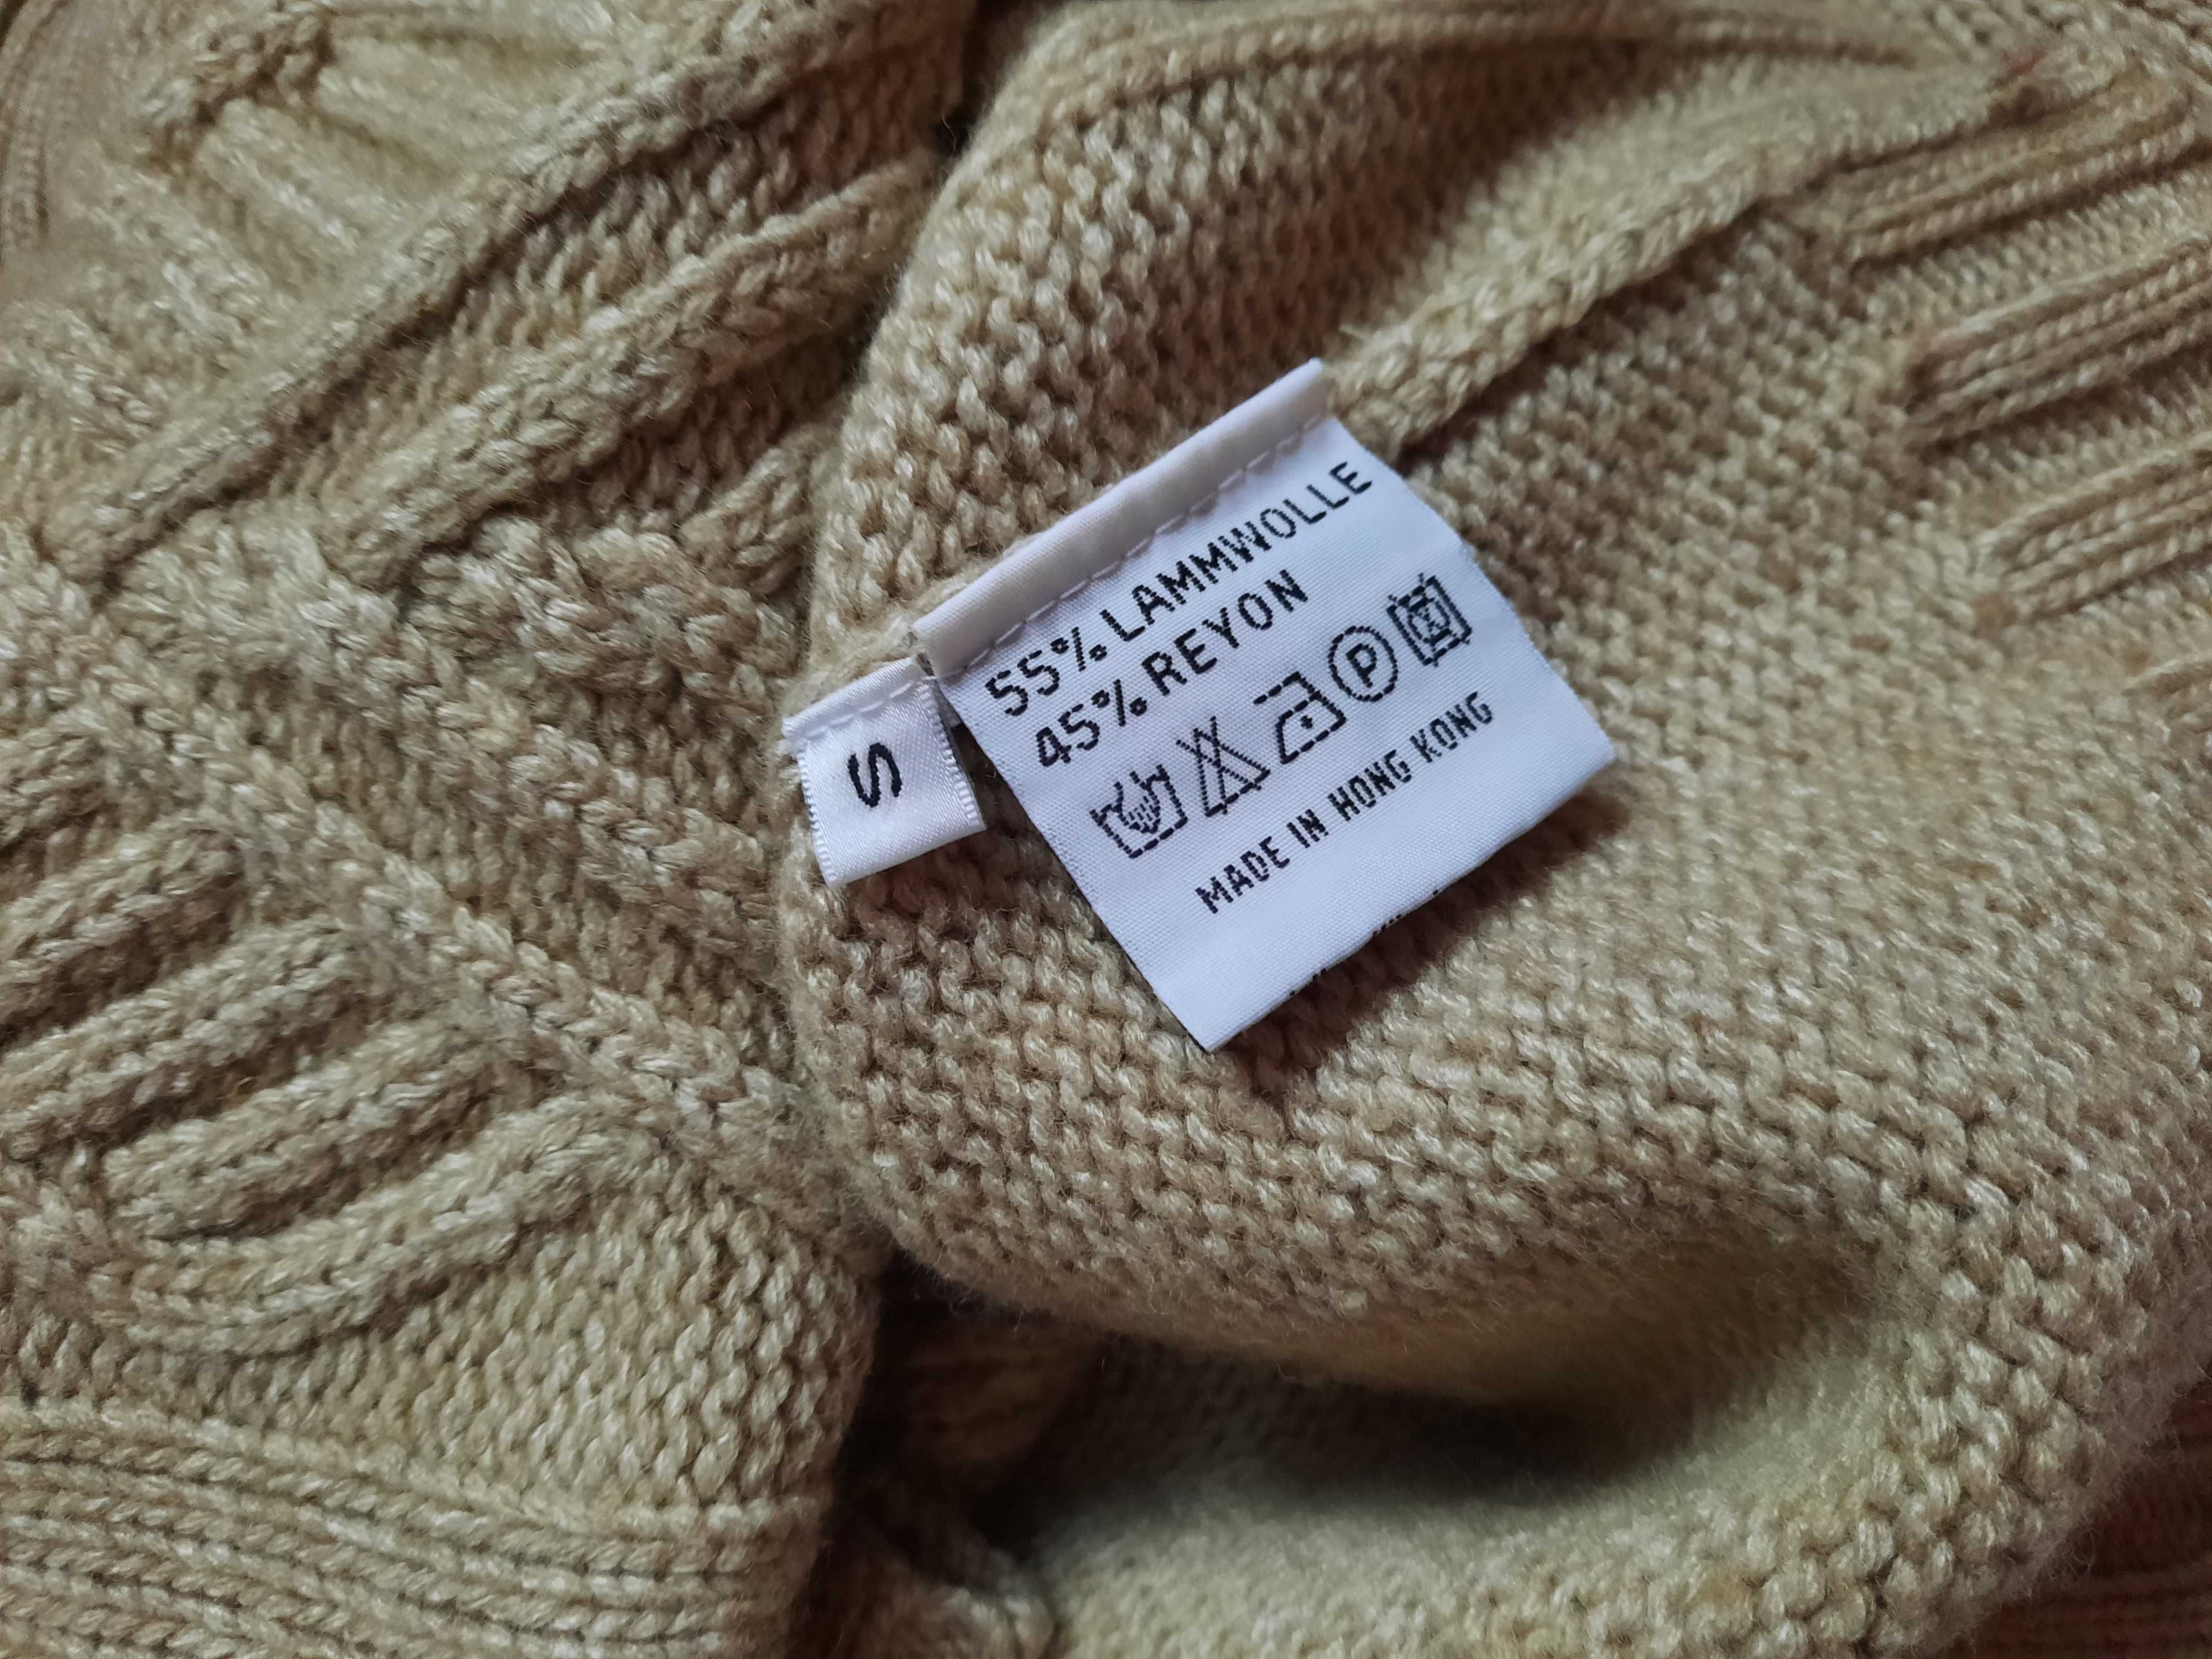 55% LAMMWOLLE
45% REYON
P
MADE IN HONG KONG
S